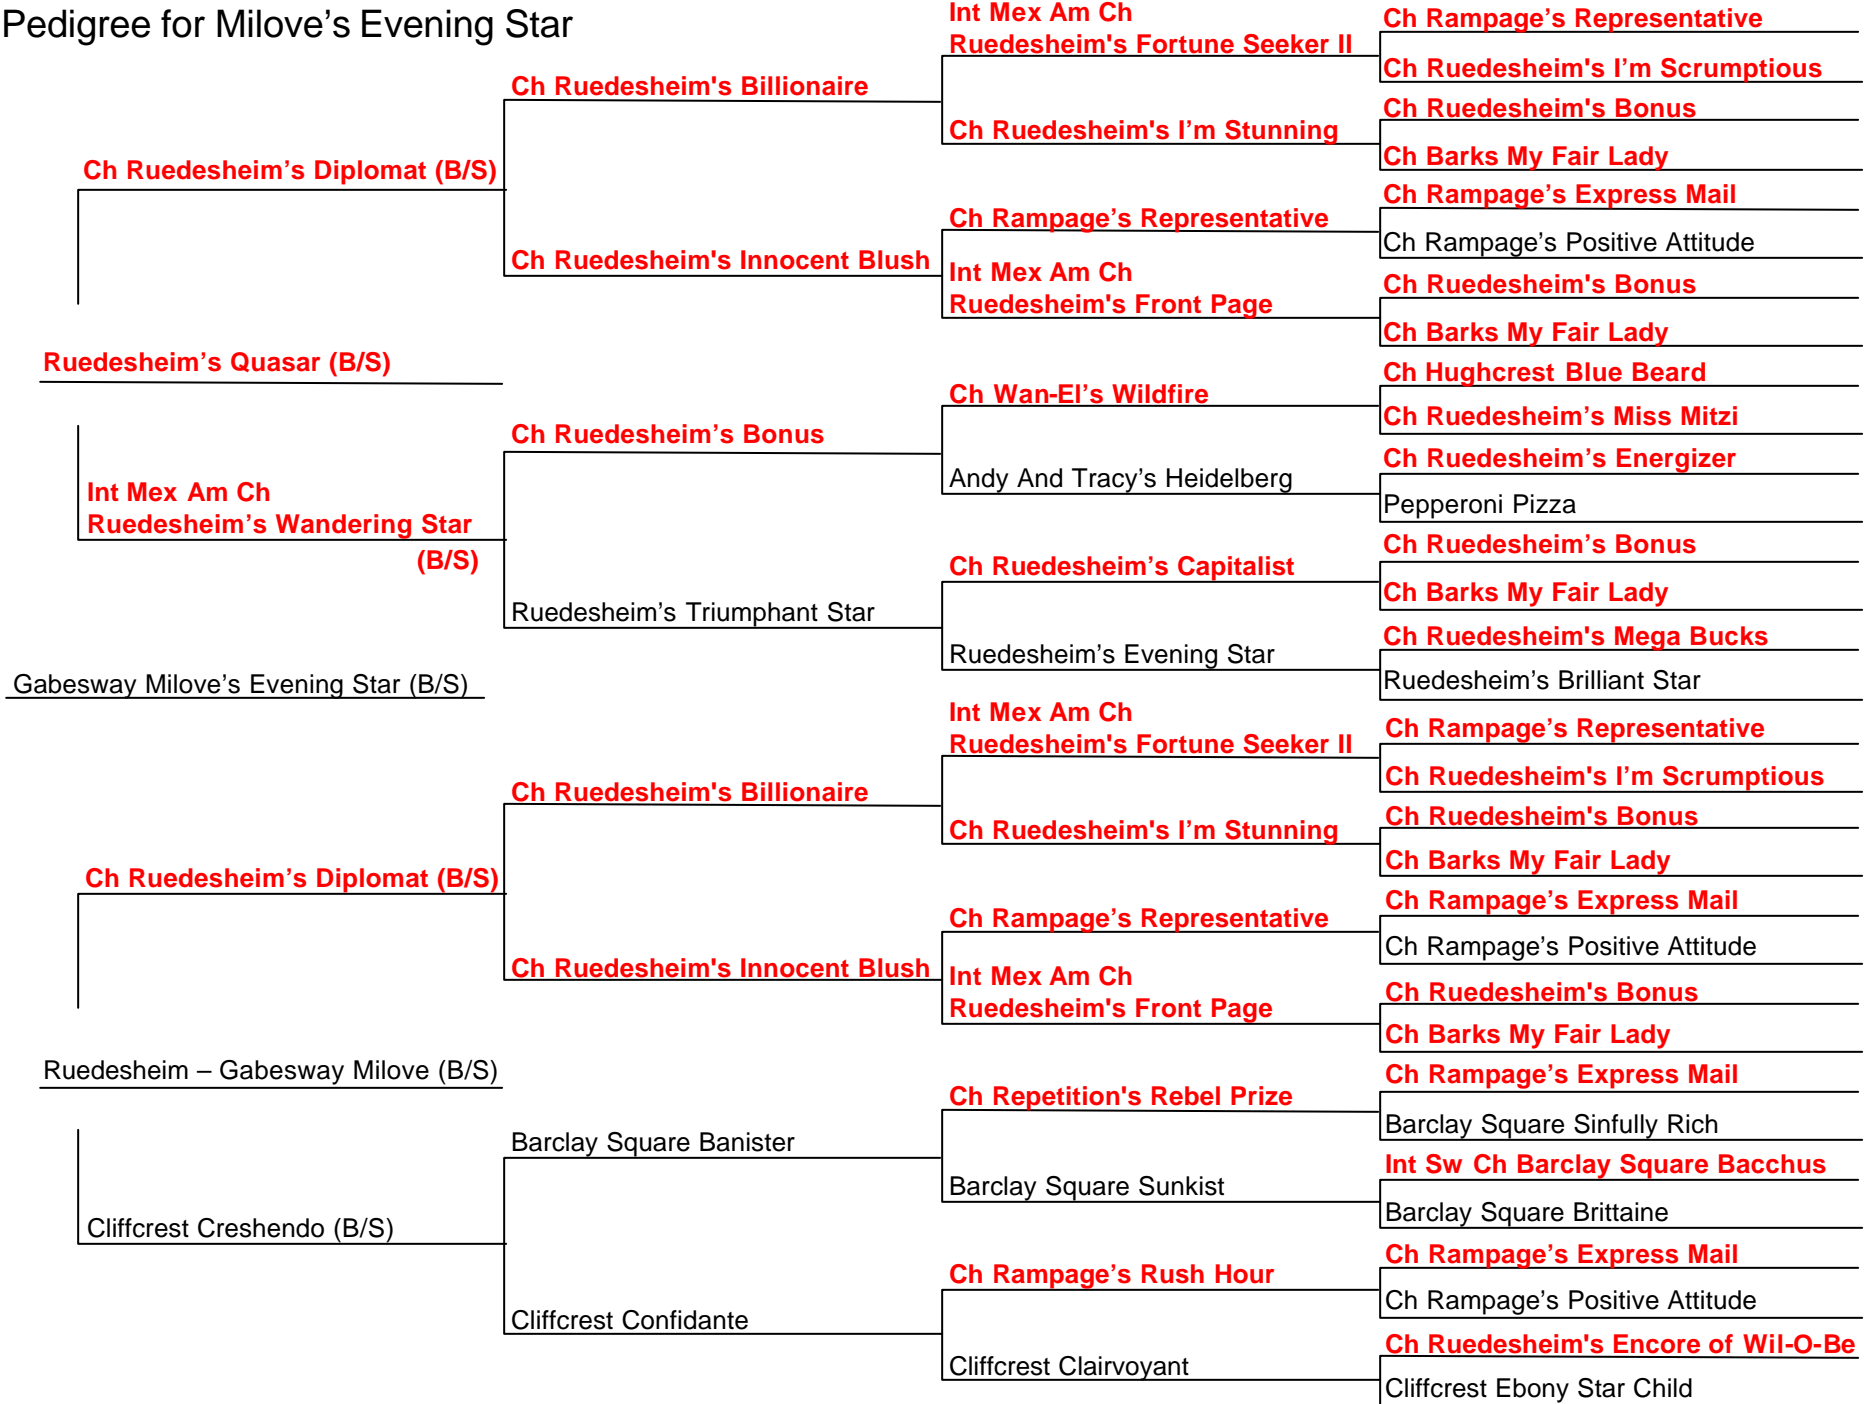 Pedigree for Milove’s Evening Star
Int Mex Am Ch
Ruedesheim's Fortune Seeker II
Ch Rampage’s Representative
Ch Ruedesheim's I’m Scrumptious
Ch Ruedesheim's Billionaire
Ch Ruedesheim's I’m Stunning
Ch Ruedesheim's Bonus
Ch Barks My Fair Lady
Ch Ruedesheim’s Diplomat (B/S)
Ch Rampage’s Representative
Ch Rampage’s Express Mail
Ch Rampage’s Positive Attitude
Ch Ruedesheim's Innocent Blush
Int Mex Am Ch
Ruedesheim's Front Page
Ch Ruedesheim's Bonus
Ch Barks My Fair Lady
Ruedesheim’s Quasar (B/S)
Ch Wan-El’s Wildfire
Ch Hughcrest Blue Beard
Ch Ruedesheim’s Miss Mitzi
Ch Ruedesheim’s Bonus
Andy And Tracy’s Heidelberg
Ch Ruedesheim’s Energizer
Pepperoni Pizza
Int Mex Am Ch
Ruedesheim’s Wandering Star
(B/S)
Ch Ruedesheim’s Capitalist
Ch Ruedesheim’s Bonus
Ch Barks My Fair Lady
Ruedesheim’s Triumphant Star
Ruedesheim’s Evening Star
Ch Ruedesheim's Mega Bucks
Ruedesheim’s Brilliant Star
Gabesway Milove’s Evening Star (B/S)
Int Mex Am Ch
Ruedesheim's Fortune Seeker II
Ch Rampage’s Representative
Ch Ruedesheim's I’m Scrumptious
Ch Ruedesheim's Billionaire
Ch Ruedesheim's I’m Stunning
Ch Ruedesheim's Bonus
Ch Barks My Fair Lady
Ch Ruedesheim’s Diplomat (B/S)
Ch Rampage’s Representative
Ch Rampage’s Express Mail
Ch Rampage’s Positive Attitude
Ch Ruedesheim's Innocent Blush
Int Mex Am Ch
Ruedesheim's Front Page
Ch Ruedesheim's Bonus
Ch Barks My Fair Lady
Ruedesheim – Gabesway Milove (B/S)
Ch Repetition's Rebel Prize
Ch Rampage’s Express Mail
Barclay Square Sinfully Rich
Barclay Square Banister
Barclay Square Sunkist
Int Sw Ch Barclay Square Bacchus
Barclay Square Brittaine
Cliffcrest Creshendo (B/S)
Ch Rampage’s Rush Hour
Ch Rampage’s Express Mail
Ch Rampage’s Positive Attitude
Cliffcrest Confidante
Cliffcrest Clairvoyant
Ch Ruedesheim's Encore of Wil-O-Be
Cliffcrest Ebony Star Child